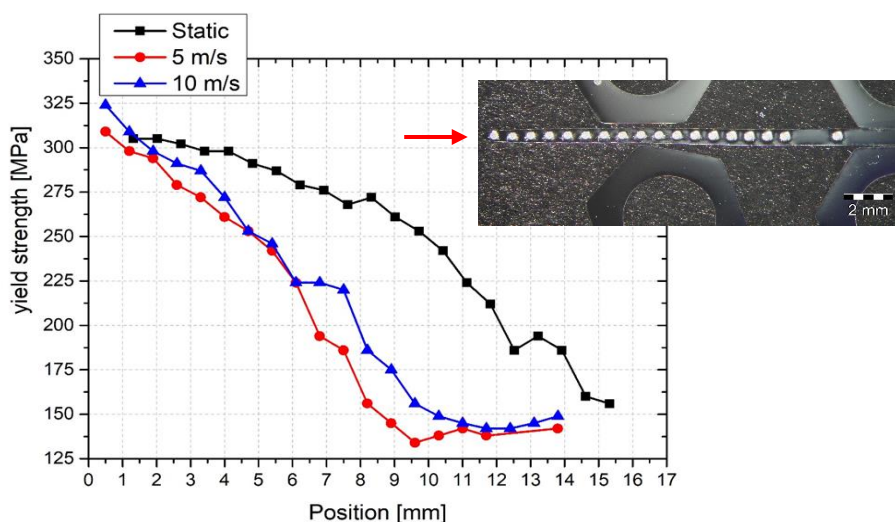 Static
5 m/s
10 m/s
350
325
300
275
250
225
200
175
150
125
yield strength [MPa]
2 mm
0 1 2 3 4 5 6 7 8 9 10 11 12 13 14 15 16 17
Position [mm]